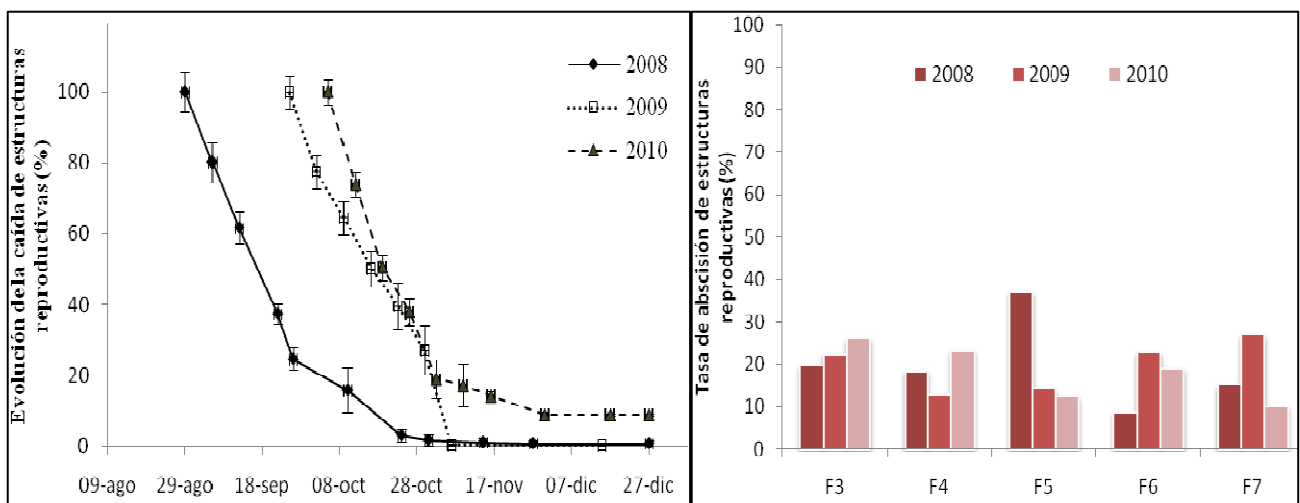 Evolución dela caída de estructuras
reproductivas (%)
100
80
60
40
20
0
09-ago
29-ago
18-sep
08-oct
28-oct
17-nov
07-dic
27-dic
2008
2009
2010
Tasa de abscisión de estructuras
reproductivas (%)
100
90
80
70
60
50
40
30
20
10
0
2008
2009
2010
F3
F4
F5
F6
F7